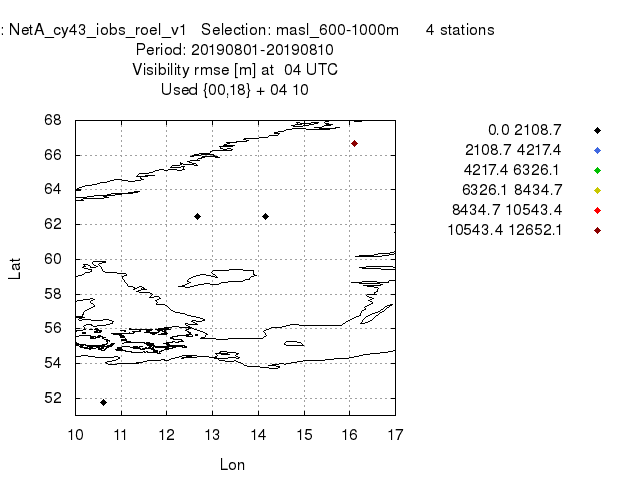 : NetA_cy43_iobs_roel_v1 Selection: masl_600-1000m 4 stations
Period: 20190801-20190810
Visibility rmse [m] at 04 UTC
Used {00,18} + 04 10
0.0 2108.7
2108.7 4217.4
4217.4 6326.1
6326.1 8434.7
8434.7 10543.4
10543.4 12652.1
68
66
64
62
60
58
56
54
52
Lat
10 11 12 13 14 15 16 17
Lon